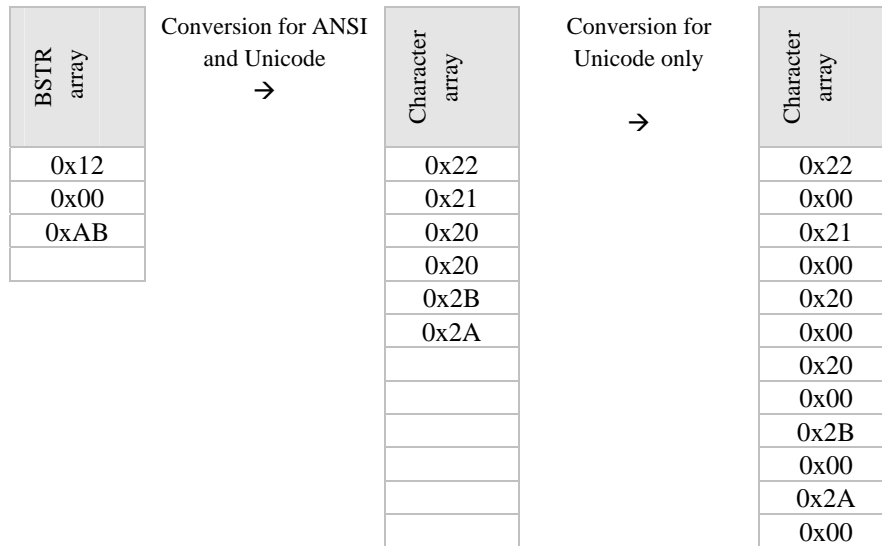 BSTR
array
Conversion for ANSI
and Unicode
→
Character
array
Conversion for
Unicode only
→
Character
array
0x12 0x22 0x22
0x00 0x21 0x00
0xAB 0x20 0x21
0x20 0x00
0x2B 0x20
0x2A 0x00
0x20
0x00
0x2B
0x00
0x2A
0x00